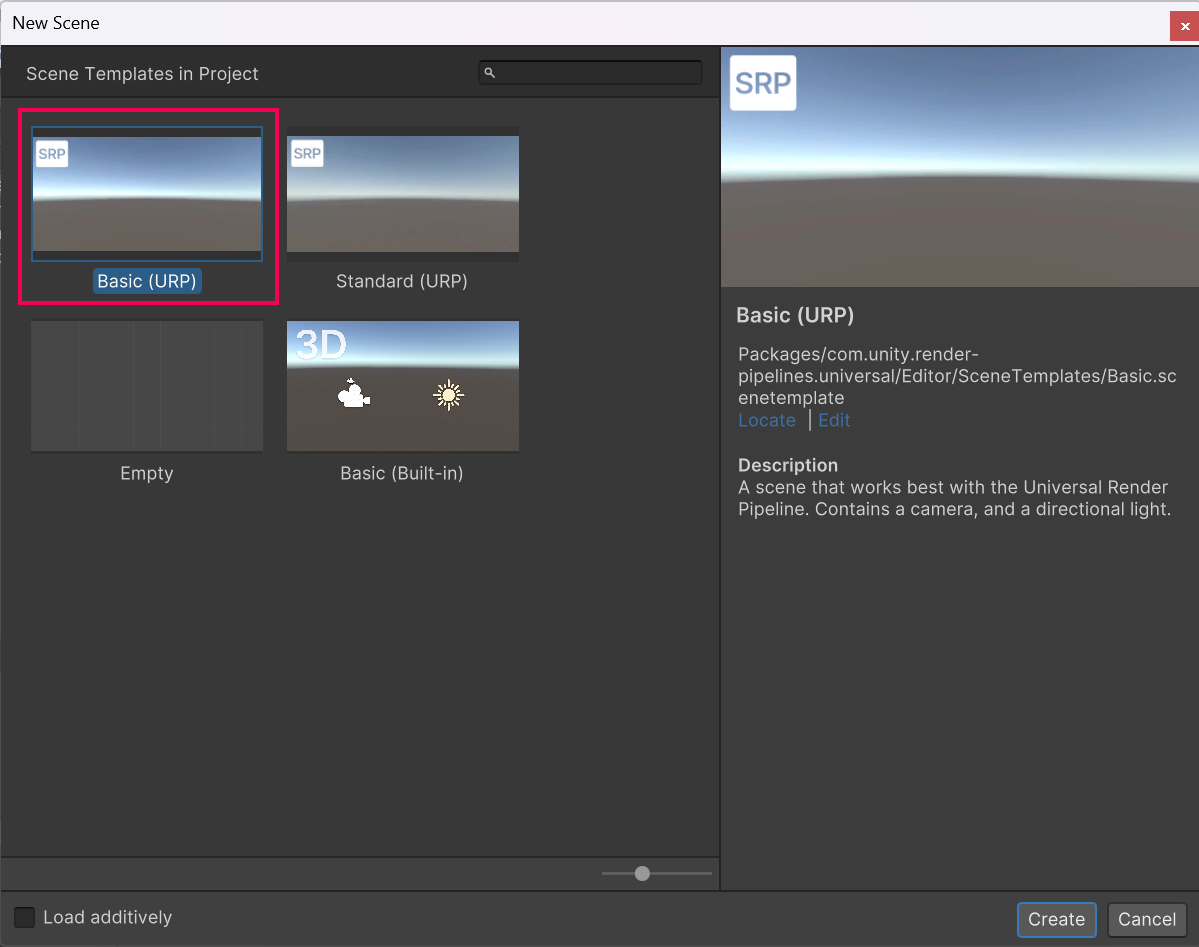 New Scene
Scene Templates in Project
SRP
Basic (URP)
SRP
Standard (URP)
Empty
3D
Basic (Built-in)
SRP
Basic (URP)
Packages/com.unity.render-
pipelines.universal/Editor/SceneTemplates/Basic.sc
enetemplate
Locate | Edit
Description
A scene that works best with the Universal Render
Pipeline. Contains a camera, and a directional light.
Load additively
Create
Cancel